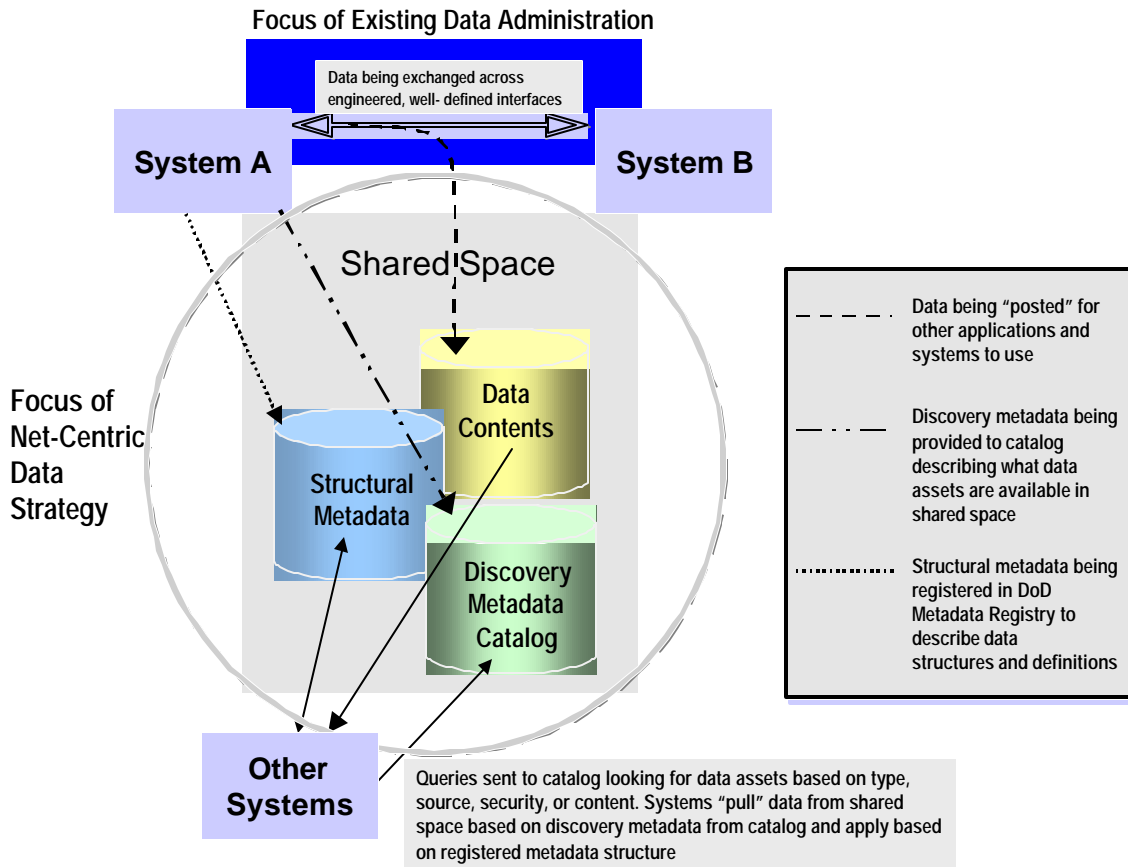 Focus of Existing Data Administration
Data being exchanged across
engineered, well- defined interfaces
System A
System B
Shared Space
Data
Contents
Structural
Metadata
Discovery
Metadata
Catalog
Focus of
Net-Centric
Data
Strategy
Other
Systems
Queries sent to catalog looking for data assets based on type,
source, security, or content. Systems “pull” data from shared
space based on discovery metadata from catalog and apply based
on registered metadata structure
Data being “posted” for
other applications and
systems to use
Discovery metadata being
provided to catalog
describing what data
assets are available in
shared space
Structural metadata being
registered in DoD
Metadata Registry to
describe data
structures and definitions